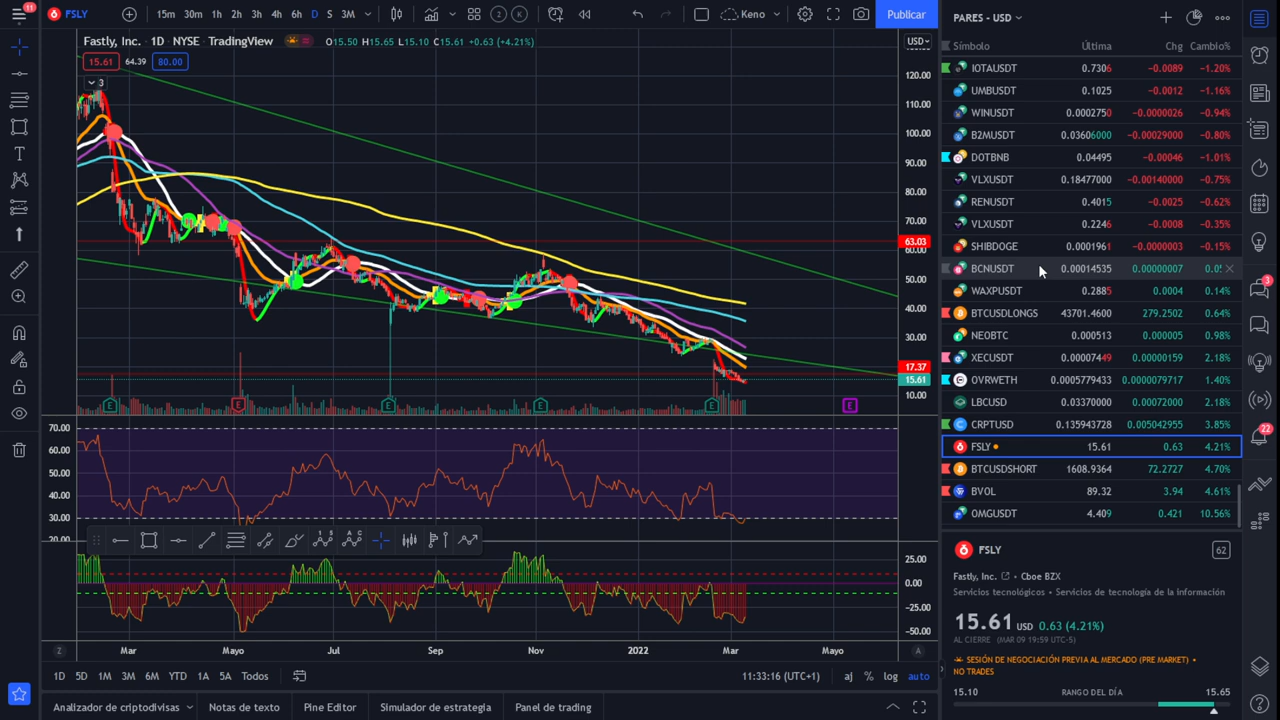 11
FSLY
15m 30m 1h 2h 3h 4h 6h D S 3M
2 K
Keno
Publicar
Fastly, Inc. · 1D · NYSE · TradingView
O15.50 H15.65 L15.10 C15.61 +0.63 (+4.21%)
USD
15.61 64.39 80.00
3
120.00
100.00
90.00
80.00
70.00
63.03
60.00
50.00
40.00
30.00
17.37
15.61
10.00
E E E E E E
70.00
60.00
50.00
40.00
30.00
20.00
25.00
0.00
-25.00
-50.00
Z Mar Mayo Jul Sep Nov 2022 Mar Mayo A
1D 5D 1M 3M 6M YTD 1A 5A Todos
11:33:16 (UTC+1) aj % log auto
Analizador de criptodivisas Notas de texto Pine Editor Simulador de estrategia Panel de trading
PARES - USD
Símbolo Última Chg Cambio%
IOTAUSDT 0.7306 −0.0089 −1.20%
UMBUSDT 0.1025 −0.0012 −1.16%
WINUSDT 0.0002750 −0.0000026 −0.94%
B2MUSDT 0.03606000 −0.00029000 −0.80%
DOTBNB 0.04495 −0.00046 −1.01%
VLXUSDT 0.18477000 −0.00140000 −0.75%
RENUSDT 0.4015 −0.0025 −0.62%
VLXUSDT 0.2246 −0.0008 −0.35%
SHIBDOGE 0.0001961 −0.0000003 −0.15%
BCNUSDT 0.00014535 0.00000007
WAXPUSDT 0.2885 0.0004 0.14%
BTCUSDLONGS 43701.4600 279.2502 0.64%
NEOBTC 0.000513 0.000005 0.98%
XECUSDT 0.00007449 0.00000159 2.18%
OVRWETH 0.0005779433 0.0000079717 1.40%
LBCUSD 0.03370000 0.00072000 2.18%
CRPTUSD 0.135943728 0.005042955 3.85%
FSLY 15.61 0.63 4.21%
BTCUSDSHORT 1608.9364 72.2727 4.70%
BVOL 89.32 3.94 4.61%
OMGUSDT 4.409 0.421 10.56%
FSLY 62
Fastly, Inc. • Cboe BZX
Servicios tecnológicos • Servicios de tecnología de la información
15.61 USD 0.63 (4.21%)
AL CIERRE (MAR 09 19:59 UTC-5)
SESIÓN DE NEGOCIACIÓN PREVIA AL MERCADO (PRE MARKET) •
NO TRADES
15.10 RANGO DEL DÍA 15.65
3
22